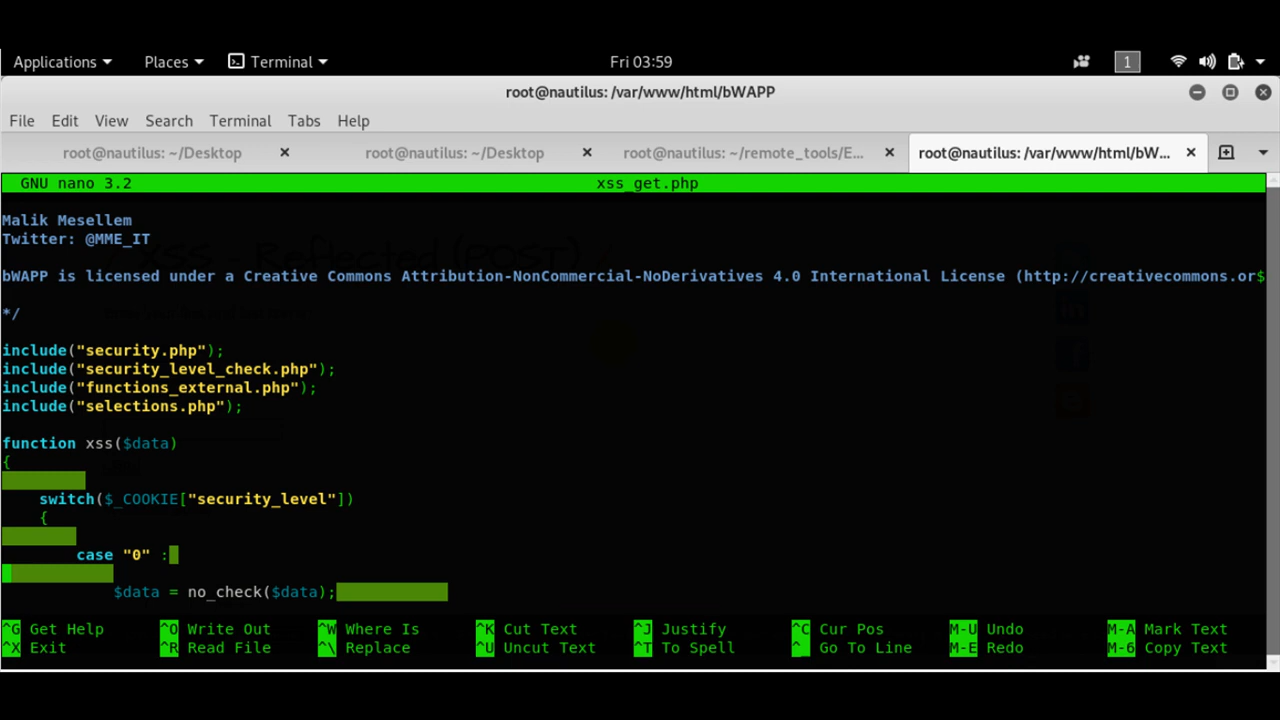 Applications Places Terminal Fri 03:59 1
root@nautilus: /var/www/html/bWAPP
File Edit View Search Terminal Tabs Help
root@nautilus: ~/Desktop × root@nautilus: ~/Desktop × root@nautilus: ~/remote_tools/E... × root@nautilus: /var/www/html/bW... ×
GNU nano 3.2 xss_get.php
Malik Mesellem
Twitter: @MME_IT
/ XSS - Reflected (POST) /
bWAPP is licensed under a Creative Commons Attribution-NonCommercial-NoDerivatives 4.0 International License (http://creativecommons.or$
*/
include("security.php");
include("security_level_check.php");
include("functions_external.php");
include("selections.php");
function xss($data)
{
switch($_COOKIE["security_level"])
{
case "0" :
$data = no_check($data);
^G Get Help ^O Write Out ^W Where Is ^K Cut Text ^J Justify ^C Cur Pos M-U Undo M-A Mark Text
^X Exit ^R Read File ^\ Replace ^U Uncut Text ^T To Spell ^_ Go To Line M-E Redo M-6 Copy Text